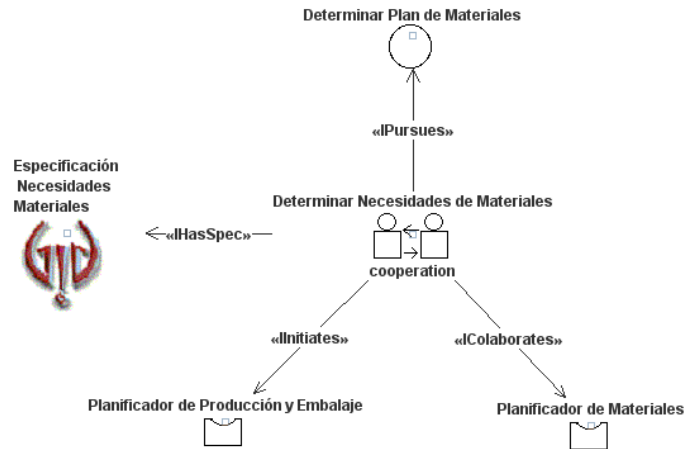 Determinar Plan de Materiales
«IPursues»
Especificación
Necesidades
Materiales
Determinar Necesidades de Materiales
«IHasSpec»
cooperation
«IInitiates»
«IColaborates»
Planificador de Producción y Embalaje
Planificador de Materiales